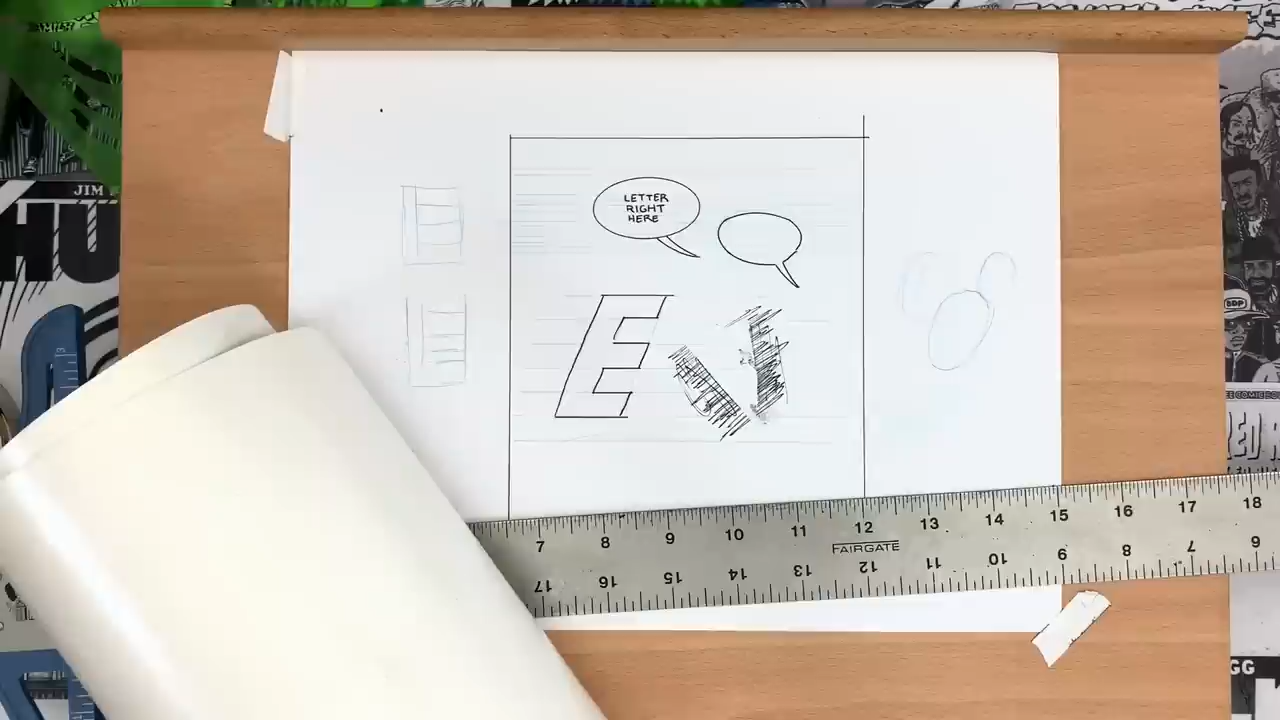 JIM
HU
LETTER
RIGHT
HERE
E
BDP
7 8 9 10 11 12 13 14 15 16 17 18
FAIRGATE
17 16 15 14 13 12 11 10 9 8 7 6
GG